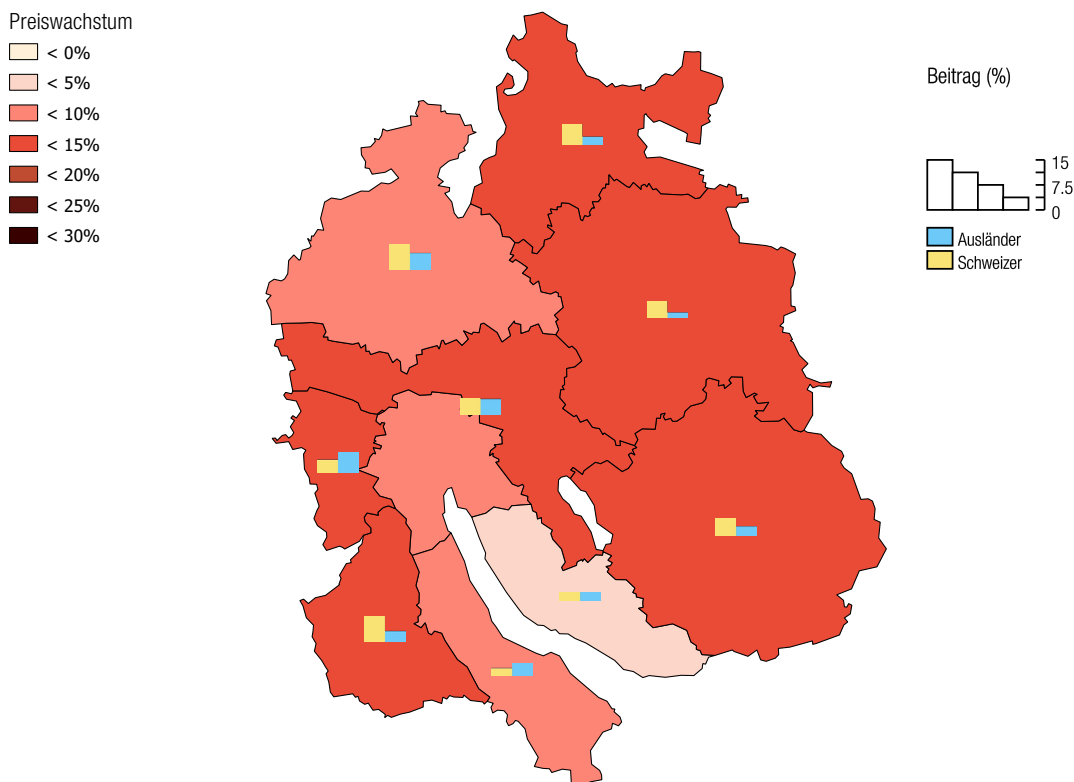 Preiswachstum
< 0%
< 5%
< 10%
< 15%
< 20%
< 25%
< 30%
Beitrag (%)
15
7.5
0
Ausländer
Schweizer